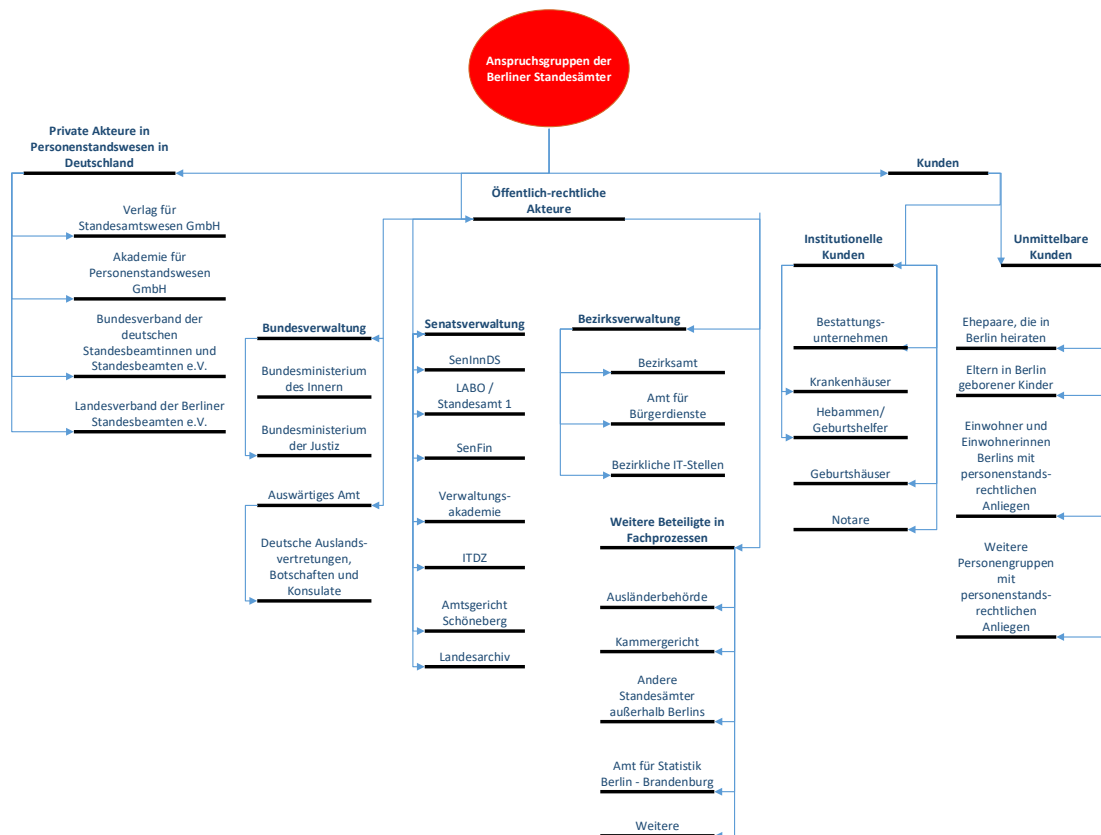 Anspruchsgruppen der
Berliner Standesämter
Private Akteure in
Personenstandswesen in
Deutschland
Verlag für
Standesamtswesen GmbH
Akademie für
Personenstandswesen
GmbH
Bundesverband der
deutschen
Standesbeamtinnen und
Standesbeamten e.V.
Landesverband der Berliner
Standesbeamten e.V.
Öffentlich-rechtliche
Akteure
Bundesverwaltung
Bundesministerium
des Innern
Bundesministerium
der Justiz
Auswärtiges Amt
Deutsche Auslands-
vertretungen,
Botschaften und
Konsulate
Senatsverwaltung
SenInnDS
LABO /
Standesamt 1
SenFin
Verwaltungs-
akademie
ITDZ
Amtsgericht
Schöneberg
Landesarchiv
Bezirksverwaltung
Bezirksamt
Amt für
Bürgerdienste
Bezirkliche IT-Stellen
Weitere Beteiligte in
Fachprozessen
Ausländerbehörde
Kammergericht
Andere
Standesämter
außerhalb Berlins
Amt für Statistik
Berlin - Brandenburg
Weitere
Kunden
Institutionelle
Kunden
Bestattungs-
unternehmen
Krankenhäuser
Hebammen/
Geburtshelfer
Geburtshäuser
Notare
Unmittelbare
Kunden
Ehepaare, die in
Berlin heiraten
Eltern in Berlin
geborener Kinder
Einwohner und
Einwohnerinnen
Berlins mit
personenstands-
rechtlichen
Anliegen
Weitere
Personengruppen
mit
personenstands-
rechtlichen
Anliegen